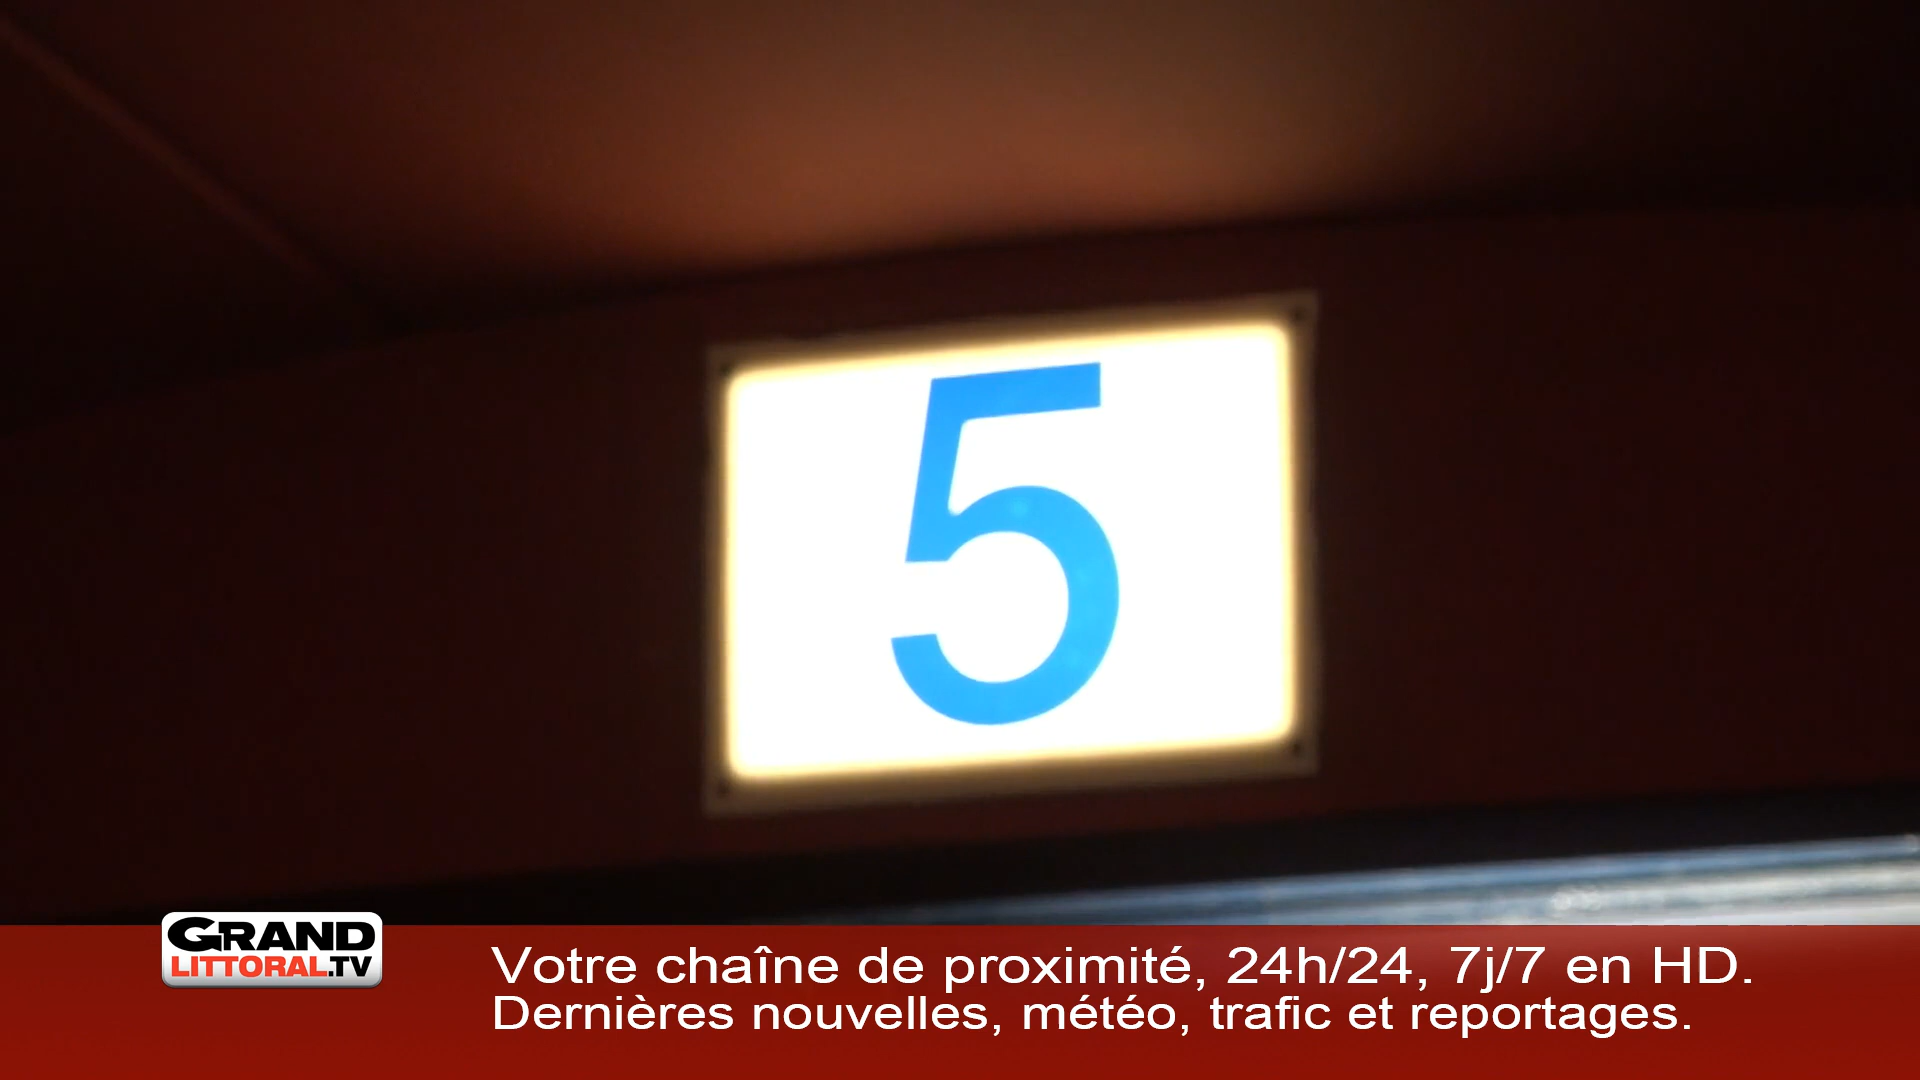 5
GRAND
LITTORAL.TV
Votre chaîne de proximité, 24h/24, 7j/7 en HD.
Dernières nouvelles, météo, trafic et reportages.